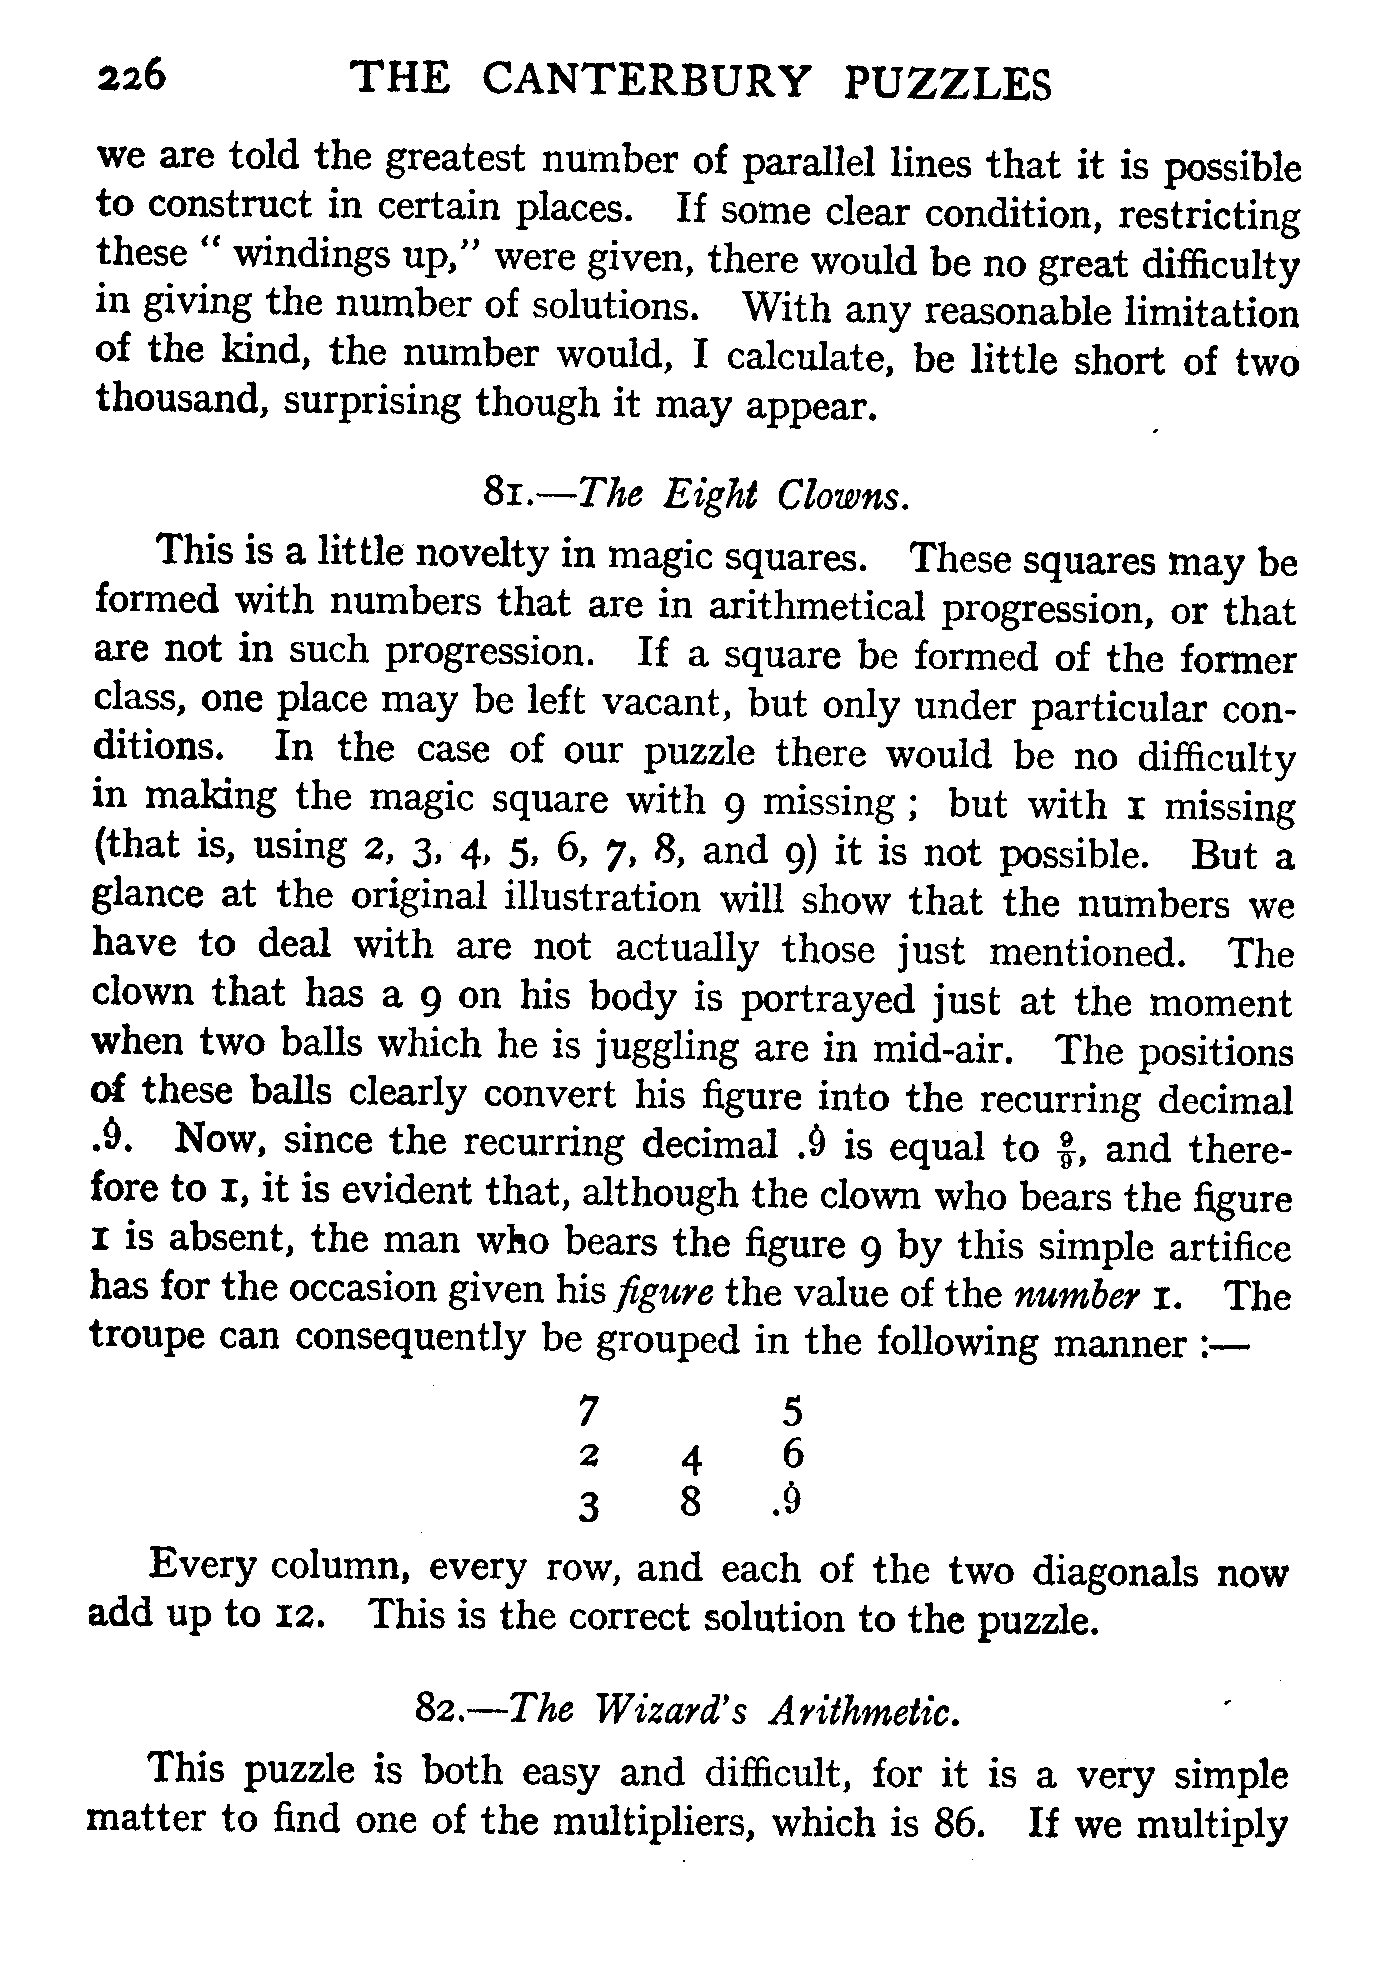 226 THE CANTERBURY PUZZLES
we are told the greatest number of parallel lines that it is possible
to construct in certain places. If some clear condition, restricting
these “ windings up,” were given, there would be no great difficulty
in giving the number of solutions. With any reasonable limitation
of the kind, the number would, I calculate, be little short of two
thousand, surprising though it may appear.
81.—The Eight Clowns.
This is a little novelty in magic squares. These squares may be
formed with numbers that are in arithmetical progression, or that
are not in such progression. If a square be formed of the former
class, one place may be left vacant, but only under particular con-
ditions. In the case of our puzzle there would be no difficulty
in making the magic square with 9 missing ; but with 1 missing
(that is, using 2, 3, 4, 5, 6, 7, 8, and 9) it is not possible. But a
glance at the original illustration will show that the numbers we
have to deal with are not actually those just mentioned. The
clown that has a 9 on his body is portrayed just at the moment
when two balls which he is juggling are in mid-air. The positions
of these balls clearly convert his figure into the recurring decimal
.9̇. Now, since the recurring decimal .9̇ is equal to 9/9, and there-
fore to 1, it is evident that, although the clown who bears the figure
1 is absent, the man who bears the figure 9 by this simple artifice
has for the occasion given his figure the value of the number 1. The
troupe can consequently be grouped in the following manner :—
7 5
2 4 6
3 8 .9̇
Every column, every row, and each of the two diagonals now
add up to 12. This is the correct solution to the puzzle.
82.—The Wizard's Arithmetic.
This puzzle is both easy and difficult, for it is a very simple
matter to find one of the multipliers, which is 86. If we multiply